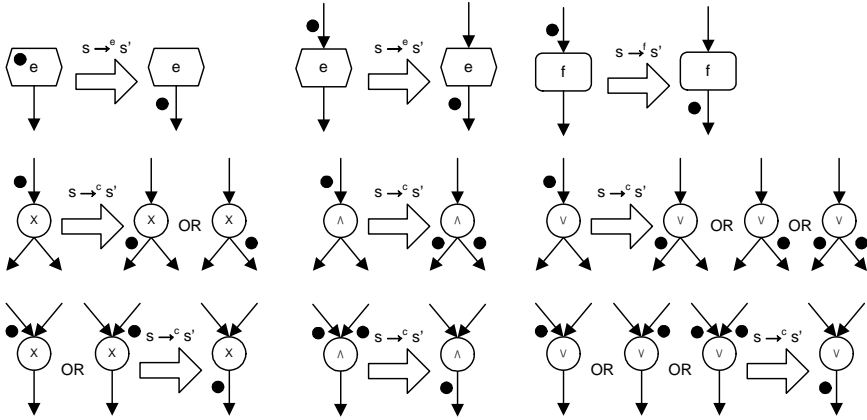 s → e s'
e
e
s → e s'
e
e
s → f s'
f
f
s → c s'
x
x
OR
x
s → c s'
∧
∧
s → c s'
∨
∨
OR
∨
OR
∨
x
OR
x
s → c s'
x
∧
s → c s'
∧
∨
OR
∨
OR
∨
s → c s'
∨